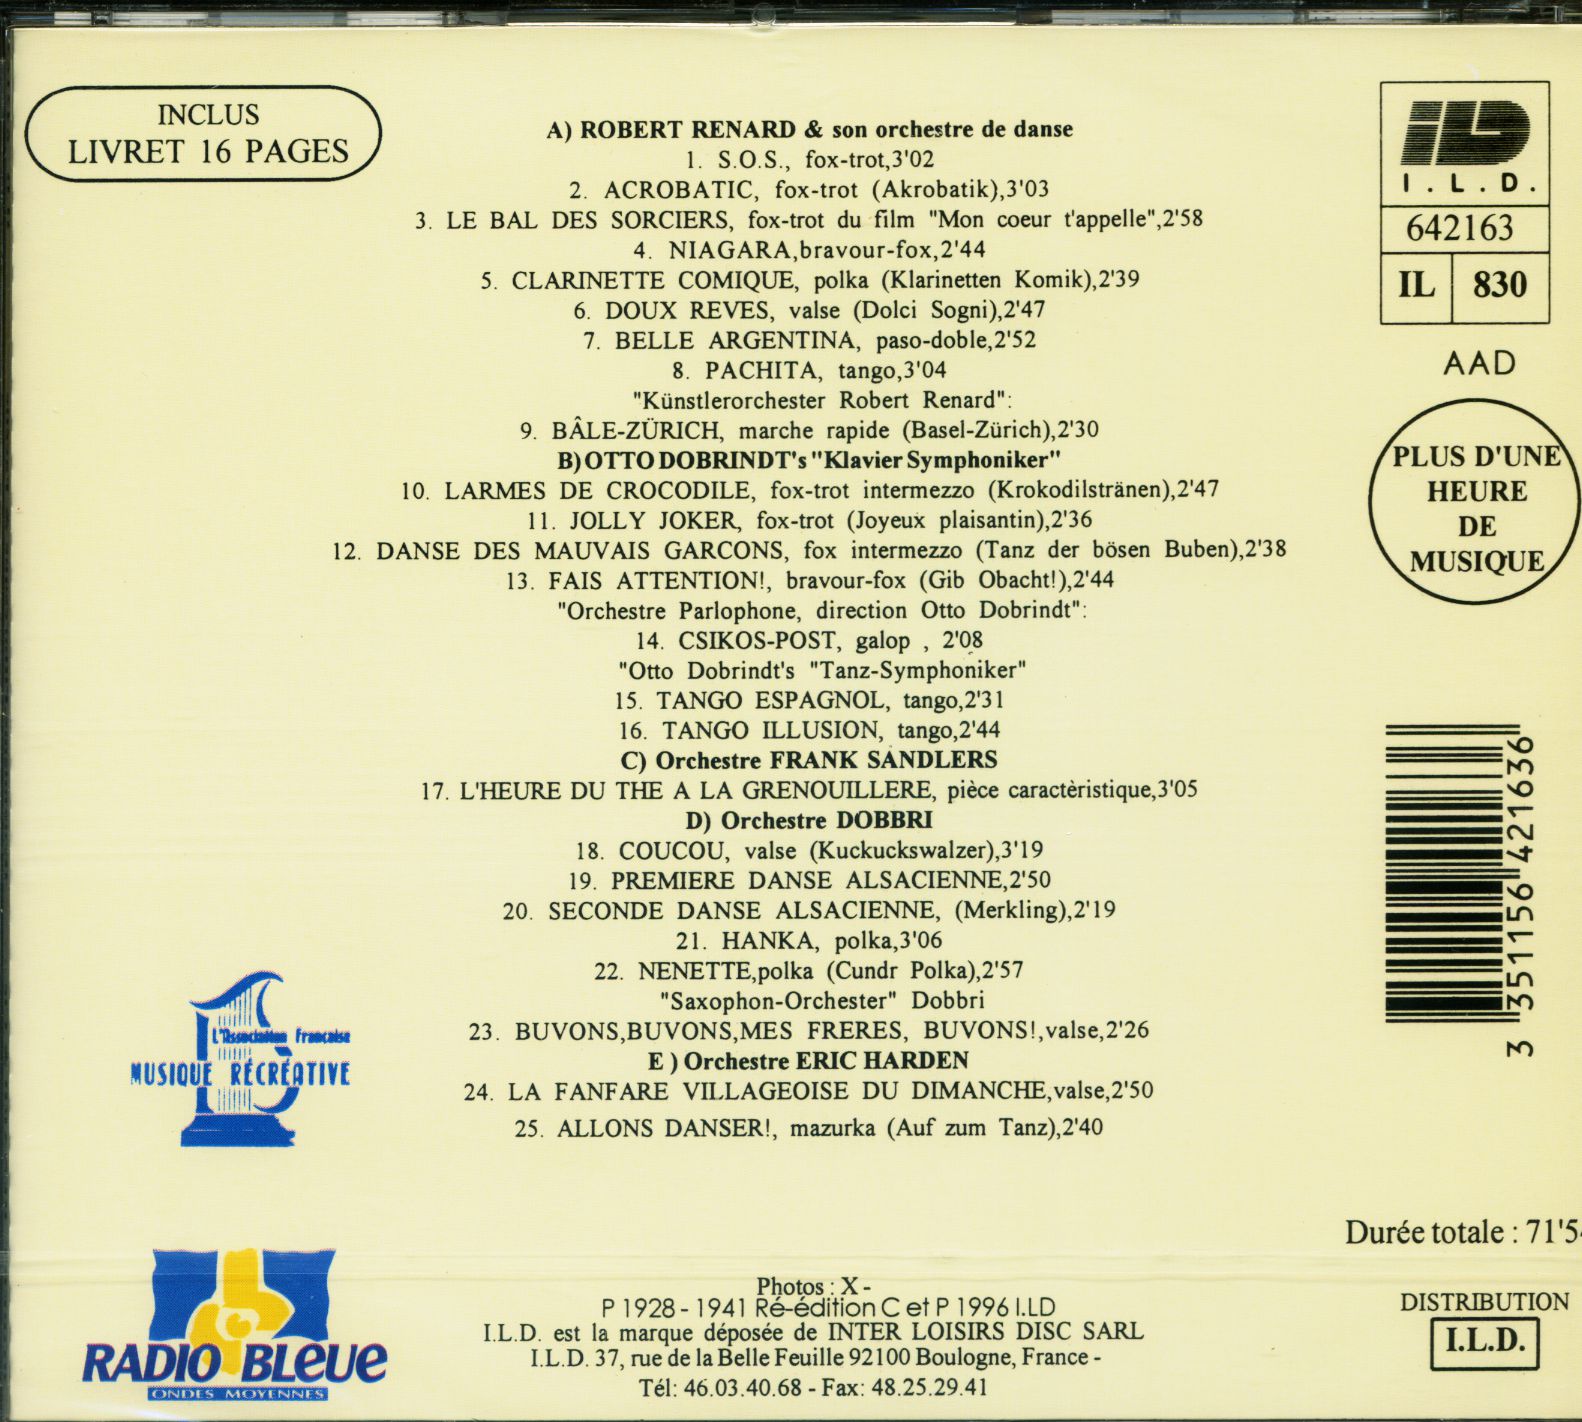 INCLUS
LIVRET 16 PAGES
A) ROBERT RENARD & son orchestre de danse
1. S.O.S., fox-trot,3'02
2. ACROBATIC, fox-trot (Akrobatik),3'03
3. LE BAL DES SORCIERS, fox-trot du film "Mon coeur t'appelle",2'58
4. NIAGARA,bravour-fox,2'44
5. CLARINETTE COMIQUE, polka (Klarinetten Komik),2'39
6. DOUX REVES, valse (Dolci Sogni),2'47
7. BELLE ARGENTINA, paso-doble,2'52
8. PACHITA, tango,3'04
"Künstlerorchester Robert Renard":
9. BÂLE-ZÜRICH, marche rapide (Basel-Zürich),2'30
B)OTTO DOBRINDT's "Klavier Symphoniker"
10. LARMES DE CROCODILE, fox-trot intermezzo (Krokodilstränen),2'47
11. JOLLY JOKER, fox-trot (Joyeux plaisantin),2'36
12. DANSE DES MAUVAIS GARCONS, fox intermezzo (Tanz der bösen Buben),2'38
13. FAIS ATTENTION!, bravour-fox (Gib Obacht!),2'44
"Orchestre Parlophone, direction Otto Dobrindt":
14. CSIKOS-POST, galop , 2'08
"Otto Dobrindt's "Tanz-Symphoniker"
15. TANGO ESPAGNOL, tango,2'31
16. TANGO ILLUSION, tango,2'44
C) Orchestre FRANK SANDLERS
17. L'HEURE DU THE A LA GRENOUILLERE, pièce caractèristique,3'05
D) Orchestre DOBBRI
18. COUCOU, valse (Kuckuckswalzer),3'19
19. PREMIERE DANSE ALSACIENNE,2'50
20. SECONDE DANSE ALSACIENNE, (Merkling),2'19
21. HANKA, polka,3'06
22. NENETTE,polka (Cundr Polka),2'57
"Saxophon-Orchester" Dobbri
23. BUVONS,BUVONS,MES FRERES, BUVONS!,valse,2'26
E ) Orchestre ERIC HARDEN
24. LA FANFARE VILLAGEOISE DU DIMANCHE,valse,2'50
25. ALLONS DANSER!, mazurka (Auf zum Tanz),2'40
ILD
I.L.D.
642163
IL 830
AAD
PLUS D'UNE
HEURE
DE
MUSIQUE
3 351156 421636
L'Association Française
MUSIQUE RÉCRÉATIVE
Durée totale : 71'5
RADIO BLEUE
ONDES MOYENNES
Photos : X -
P 1928 - 1941 Ré-édition C et P 1996 I.LD
I.L.D. est la marque déposée de INTER LOISIRS DISC SARL
I.L.D. 37, rue de la Belle Feuille 92100 Boulogne, France -
Tél: 46.03.40.68 - Fax: 48.25.29.41
DISTRIBUTION
I.L.D.